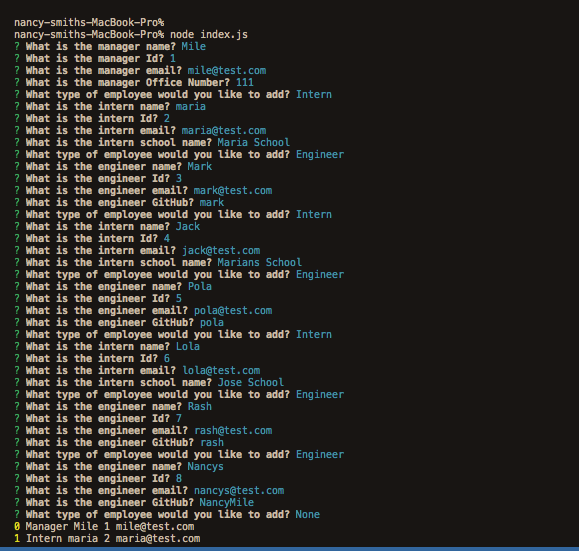 nancy-smiths-MacBook-Pro%
nancy-smiths-MacBook-Pro% node index.js
? What is the manager name? Mile
? What is the manager Id? 1
? What is the manager email? mile@test.com
? What is the manager Office Number? 111
? What type of employee would you like to add? Intern
? What is the intern name? maria
? What is the intern Id? 2
? What is the intern email? maria@test.com
? What is the intern school name? Maria School
? What type of employee would you like to add? Engineer
? What is the engineer name? Mark
? What is the engineer Id? 3
? What is the engineer email? mark@test.com
? What is the engineer GitHub? mark
? What type of employee would you like to add? Intern
? What is the intern name? Jack
? What is the intern Id? 4
? What is the intern email? jack@test.com
? What is the intern school name? Marians School
? What type of employee would you like to add? Engineer
? What is the engineer name? Pola
? What is the engineer Id? 5
? What is the engineer email? pola@test.com
? What is the engineer GitHub? pola
? What type of employee would you like to add? Intern
? What is the intern name? Lola
? What is the intern Id? 6
? What is the intern email? lola@test.com
? What is the intern school name? Jose School
? What type of employee would you like to add? Engineer
? What is the engineer name? Rash
? What is the engineer Id? 7
? What is the engineer email? rash@test.com
? What is the engineer GitHub? rash
? What type of employee would you like to add? Engineer
? What is the engineer name? Nancys
? What is the engineer Id? 8
? What is the engineer email? nancys@test.com
? What is the engineer GitHub? NancyMile
? What type of employee would you like to add? None
0 Manager Mile 1 mile@test.com
1 Intern maria 2 maria@test.com